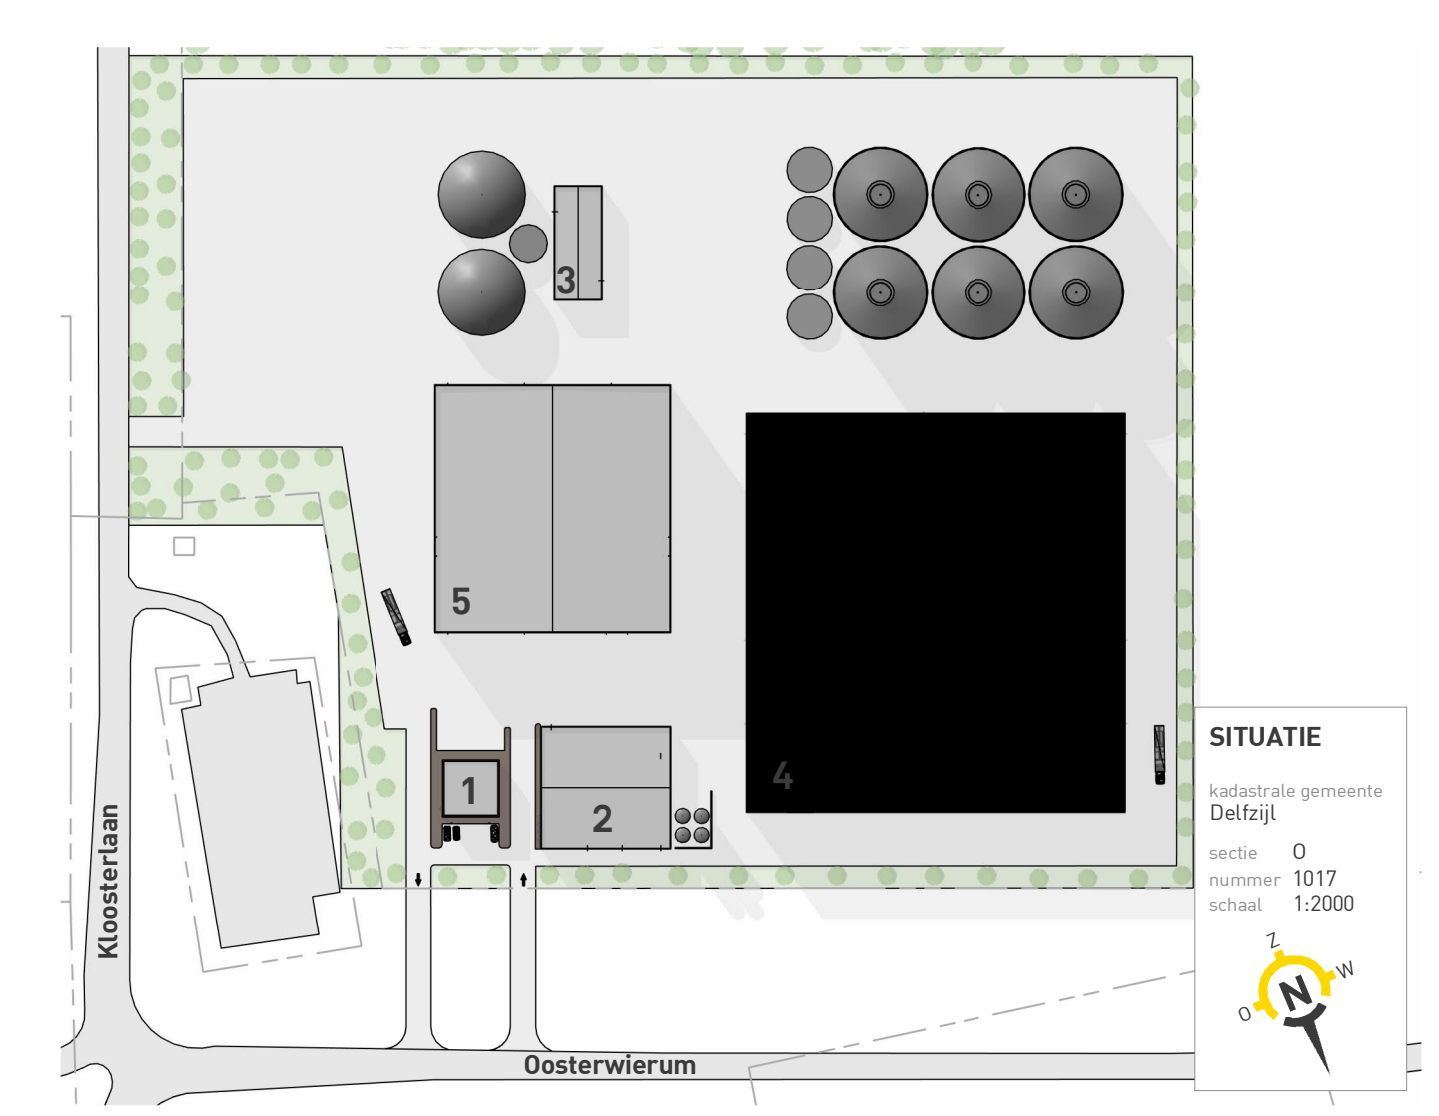 3
5
1
2
4
Kloosterlaan
Oosterwierum
SITUATIE
kadastrale gemeente
Delfzijl
sectie O
nummer 1017
schaal 1:2000
Z
W
N
O